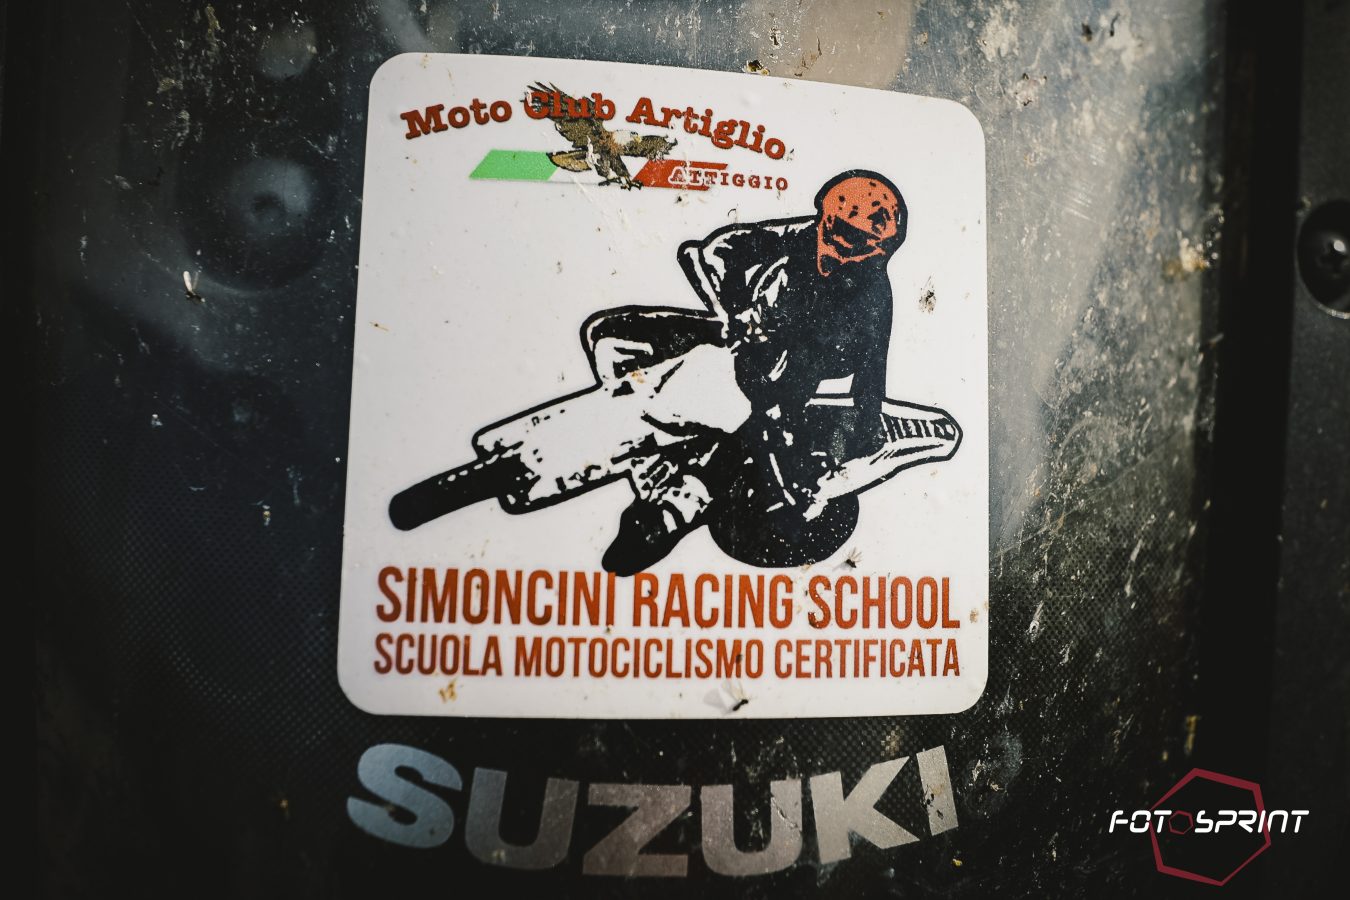 Moto Club Artiglio
ATTIGGIO
SIMONCINI RACING SCHOOL
SCUOLA MOTOCICLISMO CERTIFICATA
SUZUKI
FOTOSPRINT